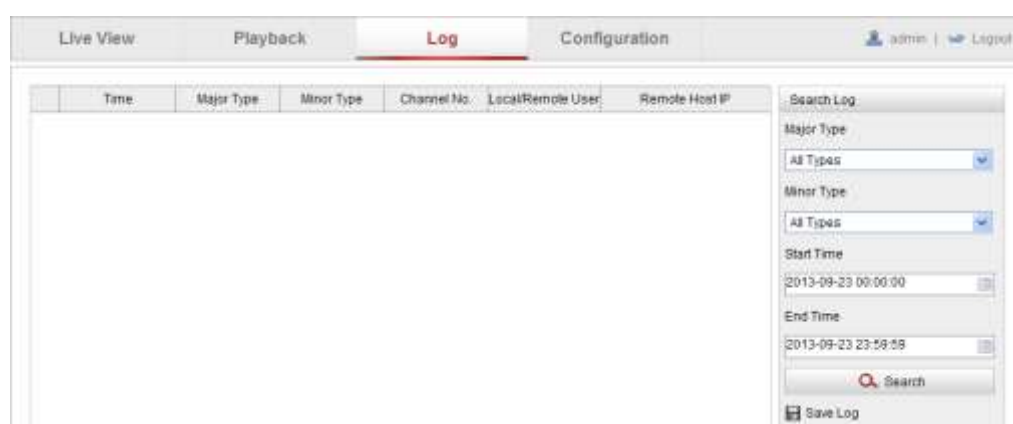 Live View Playback Log Configuration admin | Logout
Time Major Type Minor Type Channel No. Local/Remote User Remote Host IP
Search Log
Major Type
All Types
Minor Type
All Types
Start Time
2013-09-23 00:00:00
End Time
2013-09-23 23:59:59
Search
Save Log